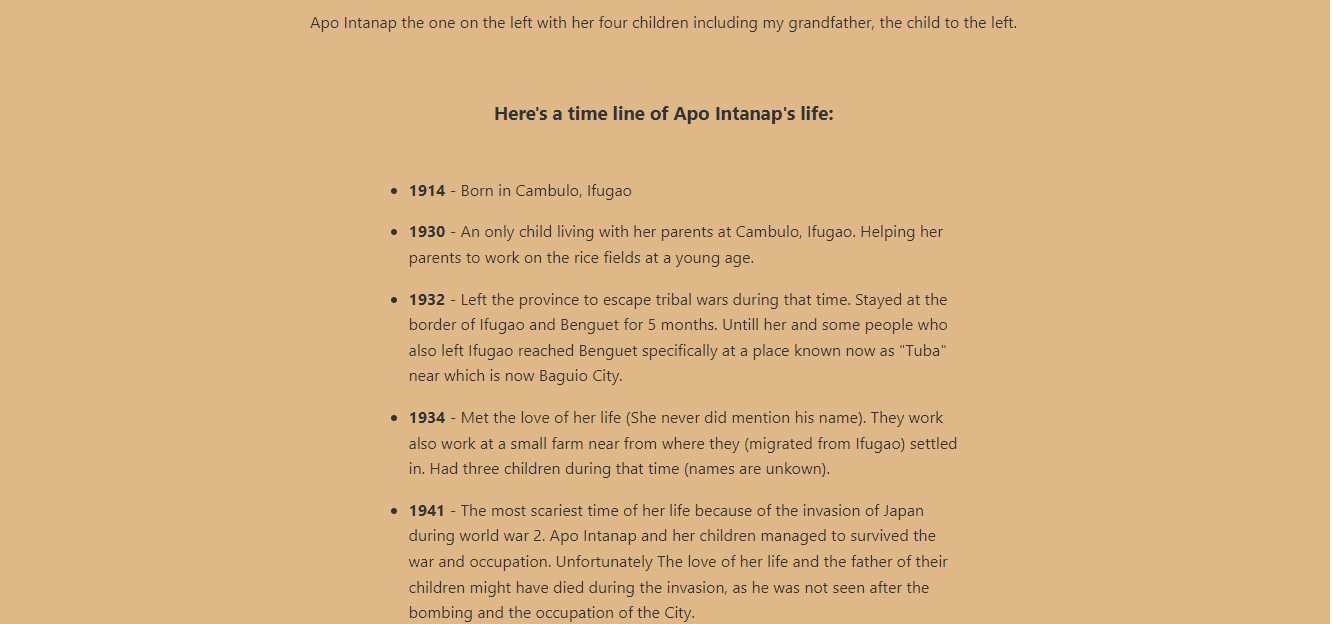 Apo Intanap the one on the left with her four children including my grandfather, the child to the left.
Here's a time line of Apo Intanap's life:
• 1914 - Born in Cambulo, Ifugao
• 1930 - An only child living with her parents at Cambulo, Ifugao. Helping her
parents to work on the rice fields at a young age.
• 1932 - Left the province to escape tribal wars during that time. Stayed at the
border of Ifugao and Benguet for 5 months. Untill her and some people who
also left Ifugao reached Benguet specifically at a place known now as "Tuba"
near which is now Baguio City.
• 1934 - Met the love of her life (She never did mention his name). They work
also work at a small farm near from where they (migrated from Ifugao) settled
in. Had three children during that time (names are unkown).
• 1941 - The most scariest time of her life because of the invasion of Japan
during world war 2. Apo Intanap and her children managed to survived the
war and occupation. Unfortunately The love of her life and the father of their
children might have died during the invasion, as he was not seen after the
bombing and the occupation of the City.